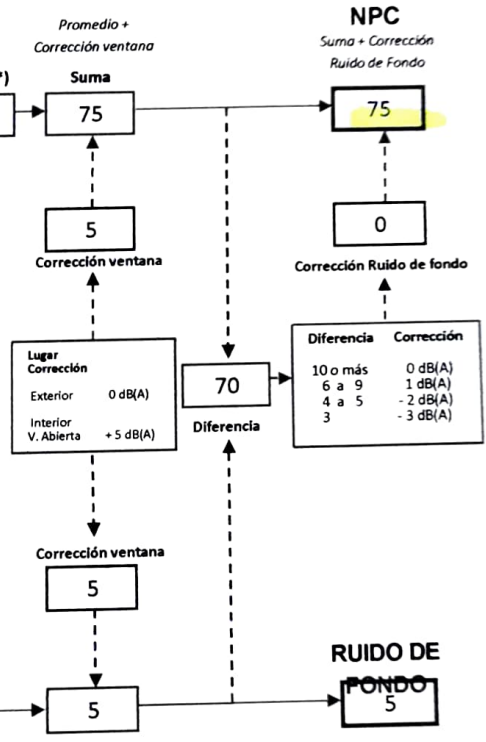 NPC
Promedio +
Corrección ventana
Suma + Corrección
Ruido de Fondo
")
Suma
75
75
5
0
Corrección ventana
Corrección Ruido de fondo
Lugar
Corrección
Exterior 0 dB(A)
Interior
V. Abierta + 5 dB(A)
70
Diferencia
Diferencia Corrección
10 o más 0 dB(A)
6 a 9 1 dB(A)
4 a 5 - 2 dB(A)
3 - 3 dB(A)
Corrección ventana
5
RUIDO DE
FONDO
5
5